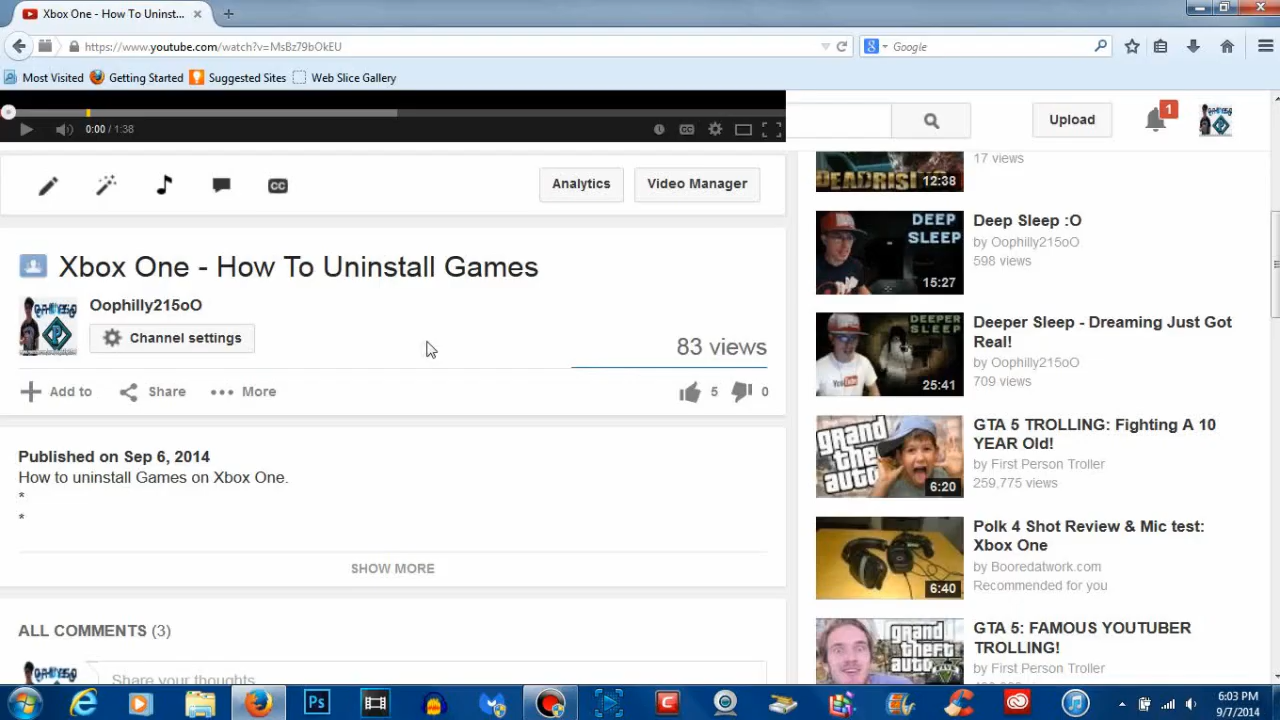 Xbox One - How To Uninst...
https://www.youtube.com/watch?v=MsBz79bOkEU
Google
Most Visited
Getting Started
Suggested Sites
Web Slice Gallery
0:00 / 1:38
CC
Upload
1
Analytics
Video Manager
CC
Xbox One - How To Uninstall Games
Oophilly215oO
Channel settings
83 views
Add to
Share
More
5
0
Published on Sep 6, 2014
How to uninstall Games on Xbox One.
*
*
SHOW MORE
ALL COMMENTS (3)
Share your thoughts
17 views
DEADRISING
12:38
DEEP
SLEEP
15:27
Deep Sleep :O
by Oophilly215oO
598 views
DEEPER
SLEEP
25:41
Deeper Sleep - Dreaming Just Got
Real!
by Oophilly215oO
709 views
grand
theft
auto
6:20
GTA 5 TROLLING: Fighting A 10
YEAR Old!
by First Person Troller
259,775 views
6:40
Polk 4 Shot Review & Mic test:
Xbox One
by Booredatwork.com
Recommended for you
grand
theft
auto
GTA 5: FAMOUS YOUTUBER
TROLLING!
by First Person Troller
Ps
6:03 PM
9/7/2014